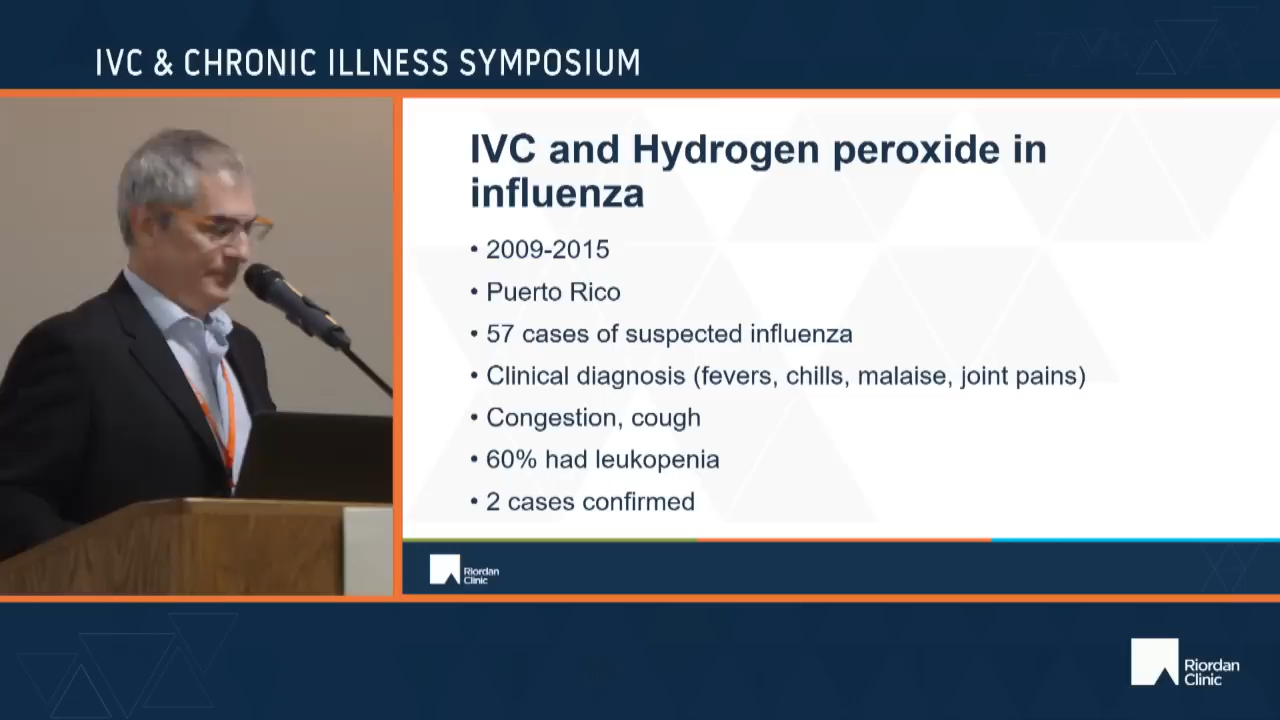 IVC & CHRONIC ILLNESS SYMPOSIUM
IVC and Hydrogen peroxide in
influenza
• 2009-2015
• Puerto Rico
• 57 cases of suspected influenza
• Clinical diagnosis (fevers, chills, malaise, joint pains)
• Congestion, cough
• 60% had leukopenia
• 2 cases confirmed
Riordan
Clinic
Riordan
Clinic